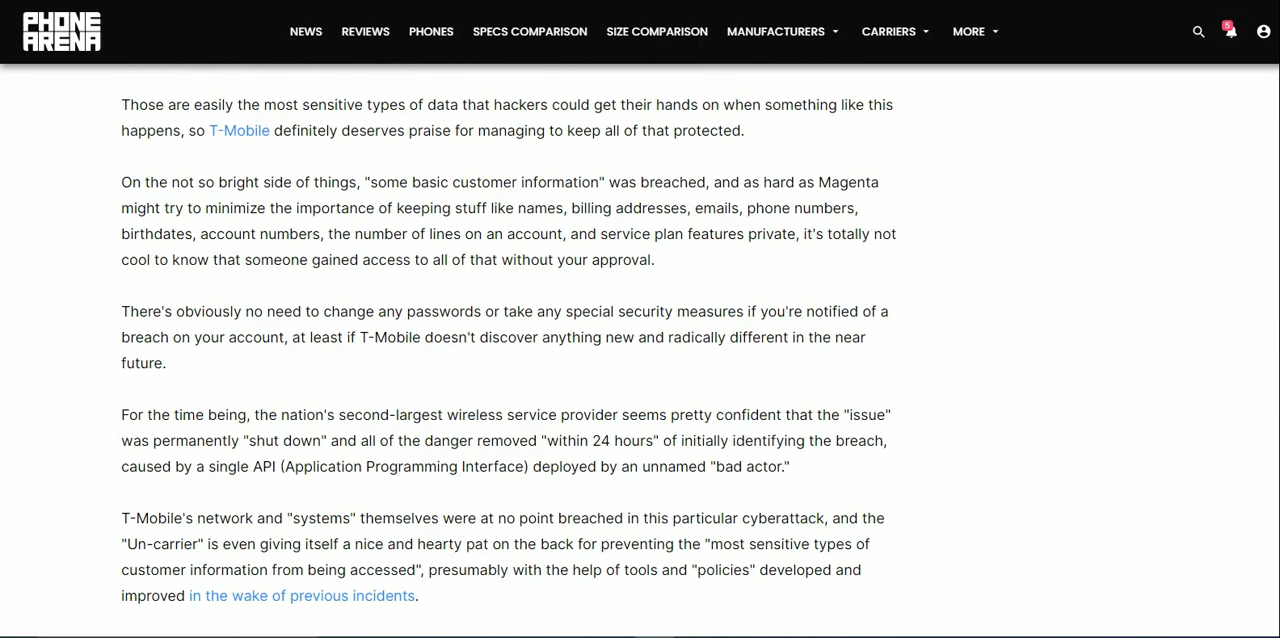 PHONE
ARENA
NEWS REVIEWS PHONES SPECS COMPARISON SIZE COMPARISON MANUFACTURERS CARRIERS MORE 5
Those are easily the most sensitive types of data that hackers could get their hands on when something like this
happens, so T-Mobile definitely deserves praise for managing to keep all of that protected.
On the not so bright side of things, "some basic customer information" was breached, and as hard as Magenta
might try to minimize the importance of keeping stuff like names, billing addresses, emails, phone numbers,
birthdates, account numbers, the number of lines on an account, and service plan features private, it's totally not
cool to know that someone gained access to all of that without your approval.
There's obviously no need to change any passwords or take any special security measures if you're notified of a
breach on your account, at least if T-Mobile doesn't discover anything new and radically different in the near
future.
For the time being, the nation's second-largest wireless service provider seems pretty confident that the "issue"
was permanently "shut down" and all of the danger removed "within 24 hours" of initially identifying the breach,
caused by a single API (Application Programming Interface) deployed by an unnamed "bad actor."
T-Mobile's network and "systems" themselves were at no point breached in this particular cyberattack, and the
"Un-carrier" is even giving itself a nice and hearty pat on the back for preventing the "most sensitive types of
customer information from being accessed", presumably with the help of tools and "policies" developed and
improved in the wake of previous incidents.